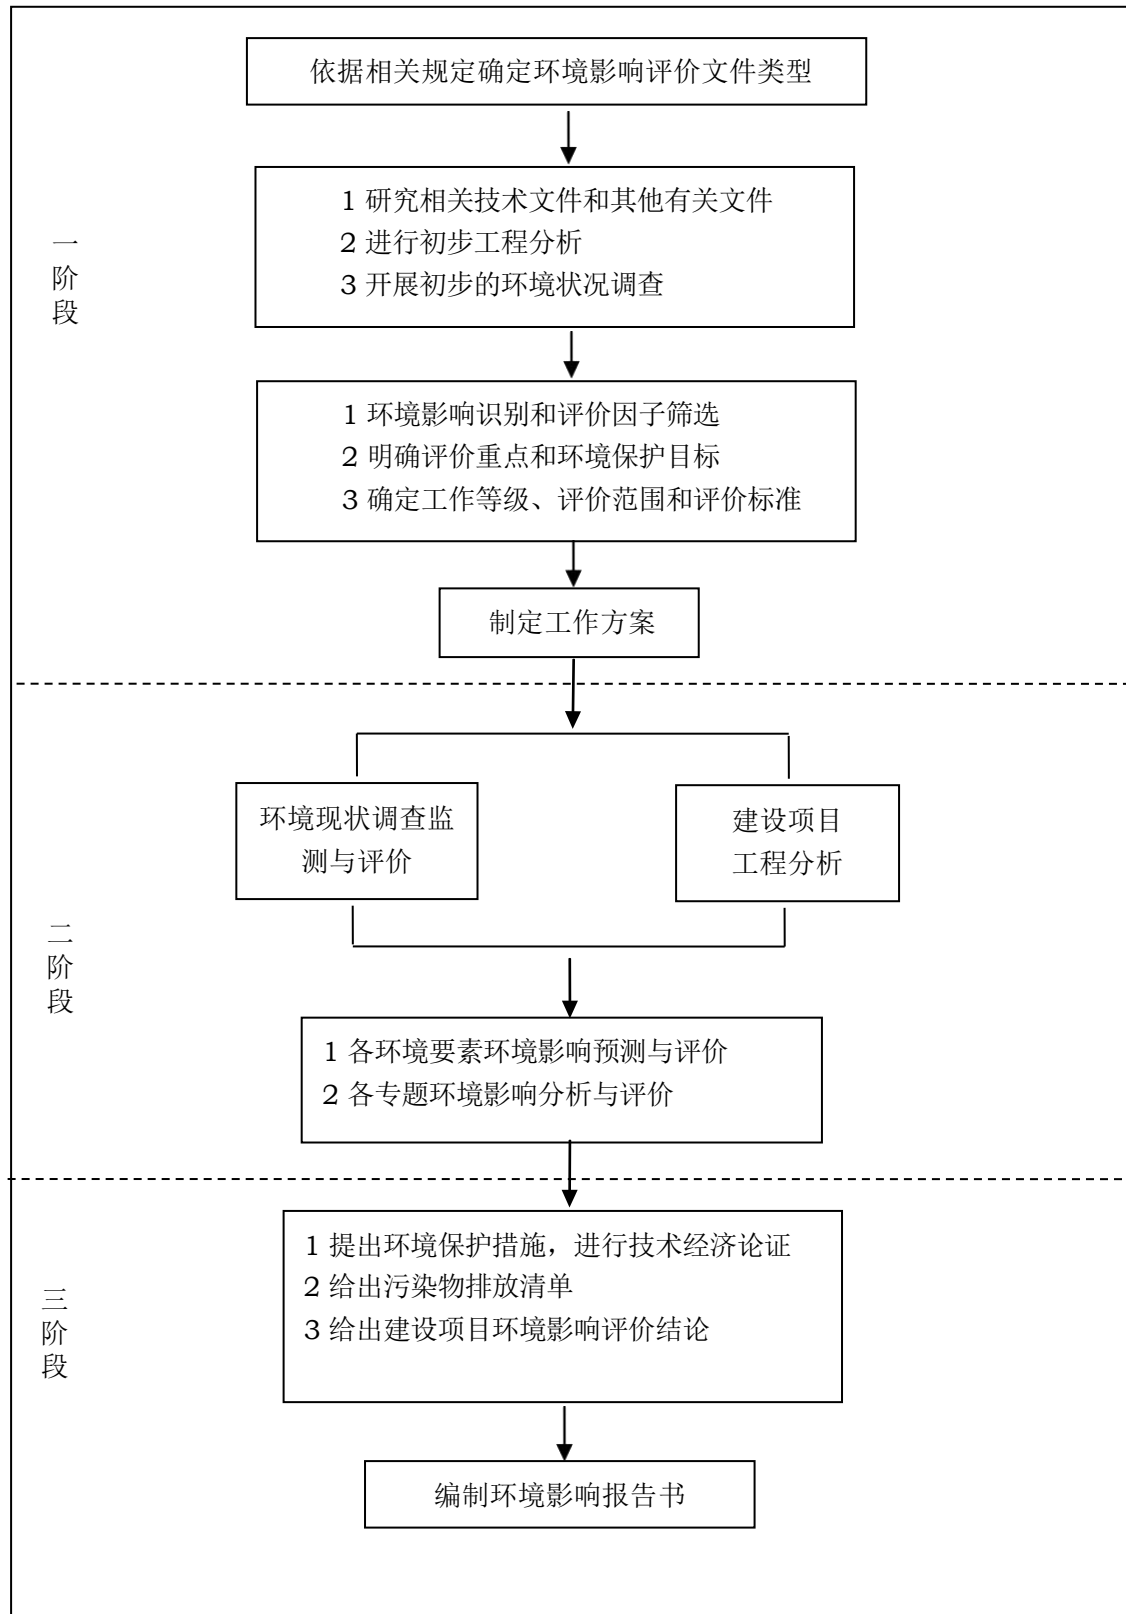 依据相关规定确定环境影响评价文件类型
一
阶
段
1 研究相关技术文件和其他有关文件
2 进行初步工程分析
3 开展初步的环境状况调查
1 环境影响识别和评价因子筛选
2 明确评价重点和环境保护目标
3 确定工作等级、评价范围和评价标准
制定工作方案
二
阶
段
环境现状调查监
测与评价
建设项目
工程分析
1 各环境要素环境影响预测与评价
2 各专题环境影响分析与评价
三
阶
段
1 提出环境保护措施，进行技术经济论证
2 给出污染物排放清单
3 给出建设项目环境影响评价结论
编制环境影响报告书